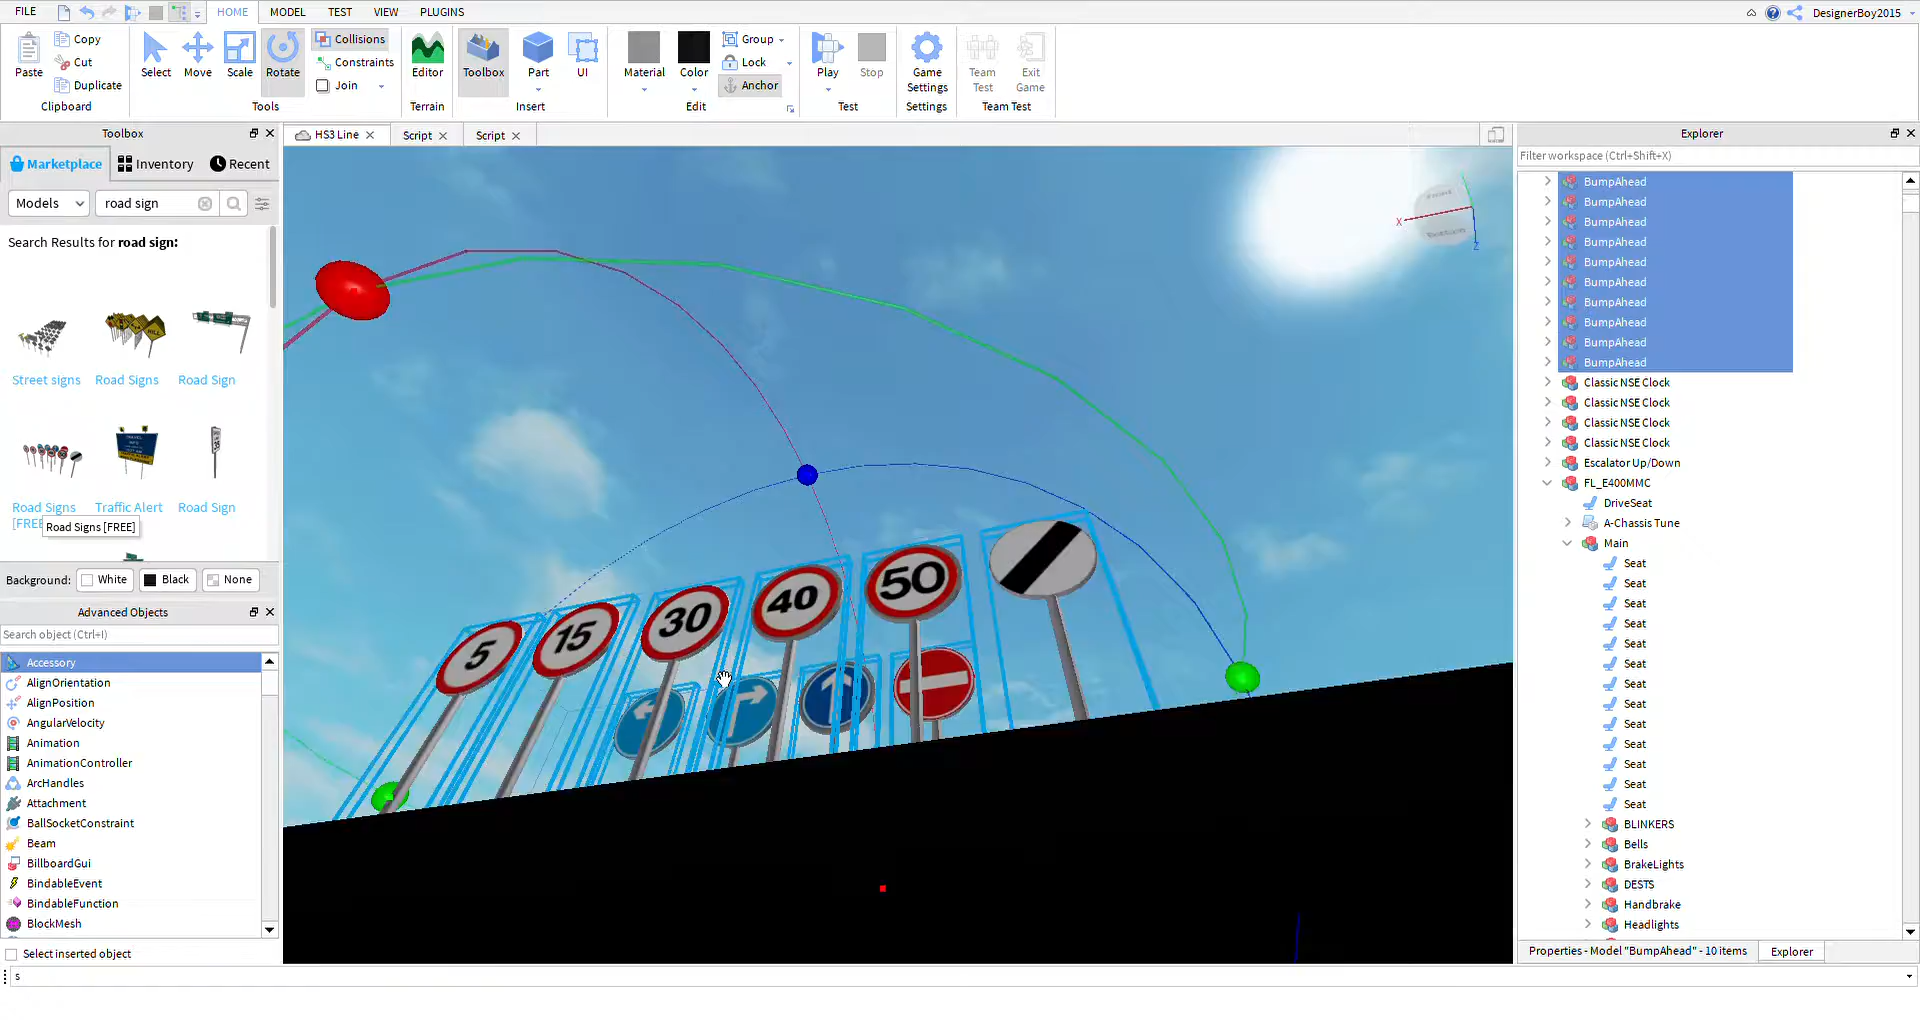 FILE
HOME
MODEL
TEST
VIEW
PLUGINS
DesignerBoy2015
Paste
Copy
Cut
Duplicate
Clipboard
Select
Move
Scale
Rotate
Collisions
Constraints
Join
Tools
Editor
Terrain
Toolbox
Part
UI
Insert
Material
Color
Group
Lock
Anchor
Edit
Play
Stop
Test
Game
Settings
Settings
Team
Test
Exit
Game
Team Test
Toolbox
Marketplace
Inventory
Recent
Models
road sign
Search Results for road sign:
Street signs
Road Signs
Road Sign
Road Signs
[FREE
Traffic Alert
Road Sign
Road Signs [FREE]
Background:
White
Black
None
Advanced Objects
Search object (Ctrl+I)
Accessory
AlignOrientation
AlignPosition
AngularVelocity
Animation
AnimationController
ArcHandles
Attachment
BallSocketConstraint
Beam
BillboardGui
BindableEvent
BindableFunction
BlockMesh
Select inserted object
s
HS3 Line
Script
Script
X
Z
5
15
30
40
50
Explorer
Filter workspace (Ctrl+Shift+X)
BumpAhead
BumpAhead
BumpAhead
BumpAhead
BumpAhead
BumpAhead
BumpAhead
BumpAhead
BumpAhead
BumpAhead
Classic NSE Clock
Classic NSE Clock
Classic NSE Clock
Classic NSE Clock
Escalator Up/Down
FL_E400MMC
DriveSeat
A-Chassis Tune
Main
Seat
Seat
Seat
Seat
Seat
Seat
Seat
Seat
Seat
Seat
Seat
Seat
Seat
BLINKERS
Bells
BrakeLights
DESTS
Handbrake
Headlights
Properties - Model "BumpAhead" - 10 items
Explorer